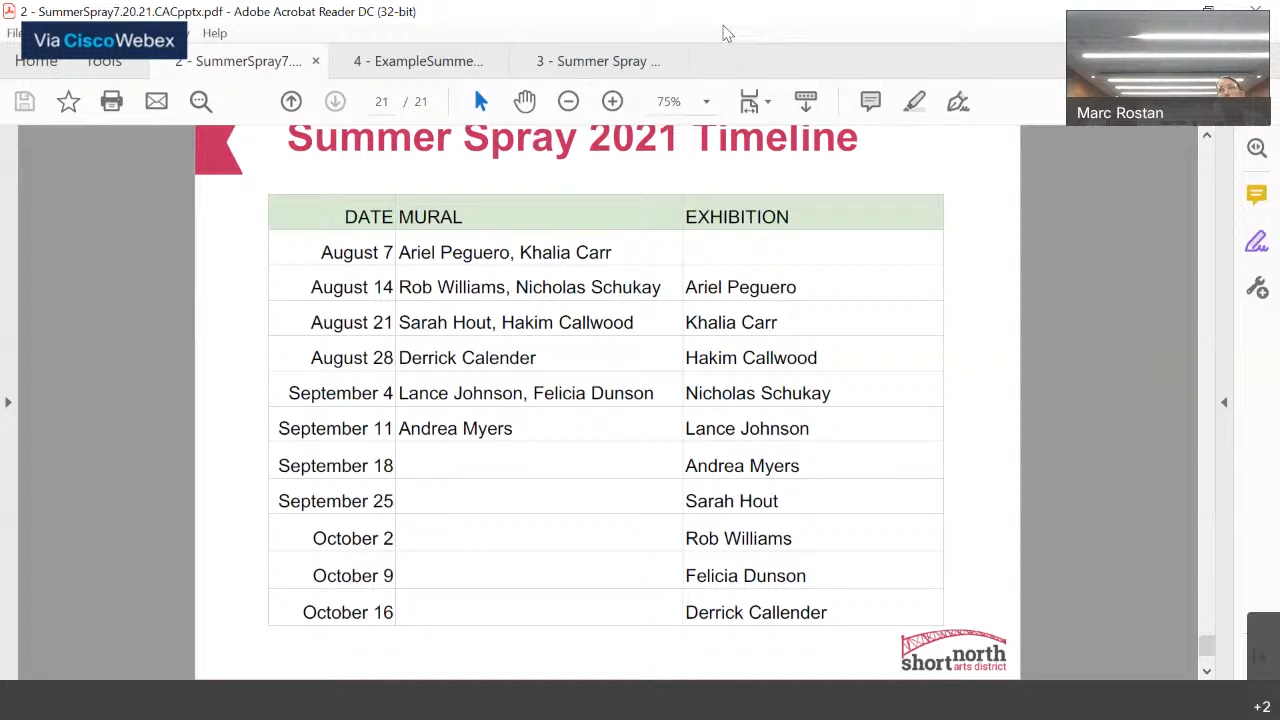 2 - SummerSpray7.20.21.CACpptx.pdf - Adobe Acrobat Reader DC (32-bit)
Help
Via CiscoWebex
Home Tools 2 - SummerSpray7.... × 4 - ExampleSumme... 3 - Summer Spray ...
21 / 21 75%
Marc Rostan
Summer Spray 2021 Timeline
DATE MURAL EXHIBITION
August 7 Ariel Peguero, Khalia Carr
August 14 Rob Williams, Nicholas Schukay Ariel Peguero
August 21 Sarah Hout, Hakim Callwood Khalia Carr
August 28 Derrick Calender Hakim Callwood
September 4 Lance Johnson, Felicia Dunson Nicholas Schukay
September 11 Andrea Myers Lance Johnson
September 18 Andrea Myers
September 25 Sarah Hout
October 2 Rob Williams
October 9 Felicia Dunson
October 16 Derrick Callender
short north
arts district
+2